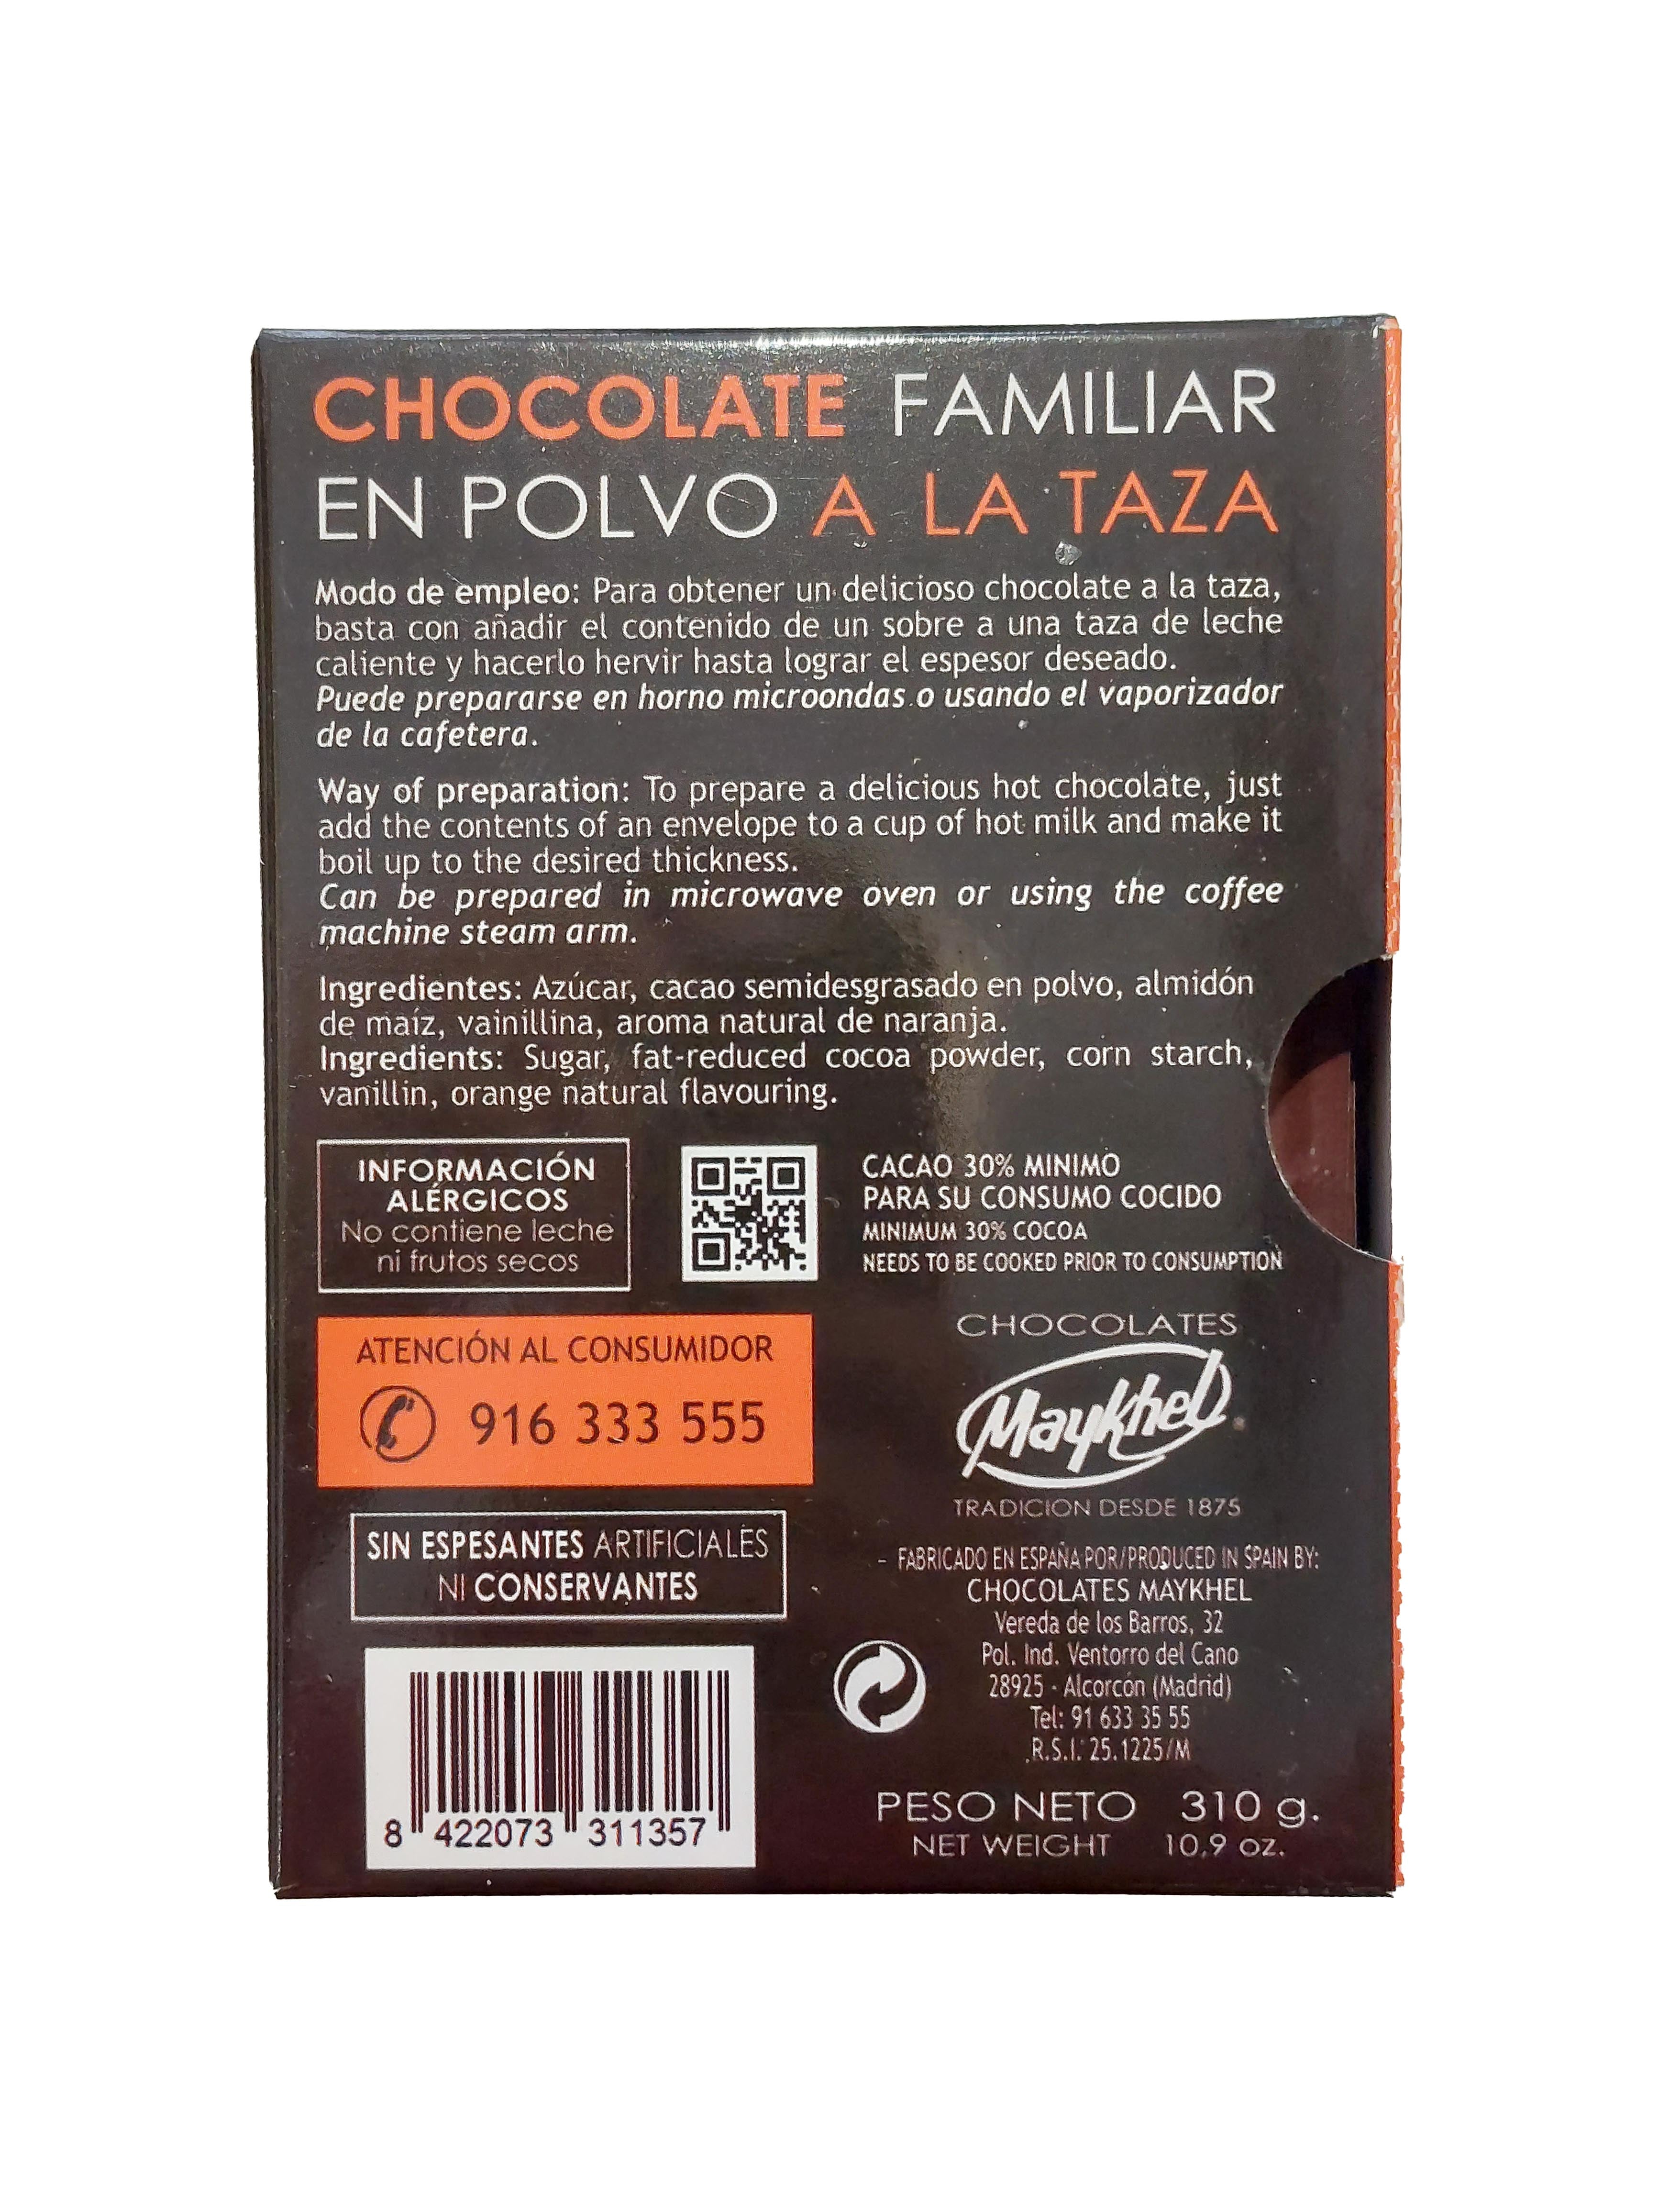 CHOCOLATE FAMILIAR
EN POLVO A LA TAZA
Modo de empleo: Para obtener un delicioso chocolate a la taza,
basta con añadir el contenido de un sobre a una taza de leche
caliente y hacerlo hervir hasta lograr el espesor deseado.
Puede prepararse en horno microondas o usando el vaporizador
de la cafetera.
Way of preparation: To prepare a delicious hot chocolate, just
add the contents of an envelope to a cup of hot milk and make it
boil up to the desired thickness.
Can be prepared in microwave oven or using the coffee
machine steam arm.
Ingredientes: Azúcar, cacao semidesgrasado en polvo, almidón
de maíz, vainillina, aroma natural de naranja.
Ingredients: Sugar, fat-reduced cocoa powder, corn starch,
vanillin, orange natural flavouring.
INFORMACIÓN
ALÉRGICOS
No contiene leche
ni frutos secos
CACAO 30% MINIMO
PARA SU CONSUMO COCIDO
MINIMUM 30% COCOA
NEEDS TO BE COOKED PRIOR TO CONSUMPTION
ATENCIÓN AL CONSUMIDOR
916 333 555
SIN ESPESANTES ARTIFICIALES
NI CONSERVANTES
8 422073 311357
CHOCOLATES
Maykhel
TRADICION DESDE 1875
- FABRICADO EN ESPAÑA POR/PRODUCED IN SPAIN BY:
CHOCOLATES MAYKHEL
Vereda de los Barros, 32
Pol. Ind. Ventorro del Cano
28925 - Alcorcón (Madrid)
Tel: 91 633 35 55
R.S.I. 25.1225/M
PESO NETO 310 g.
NET WEIGHT 10.9 oz.